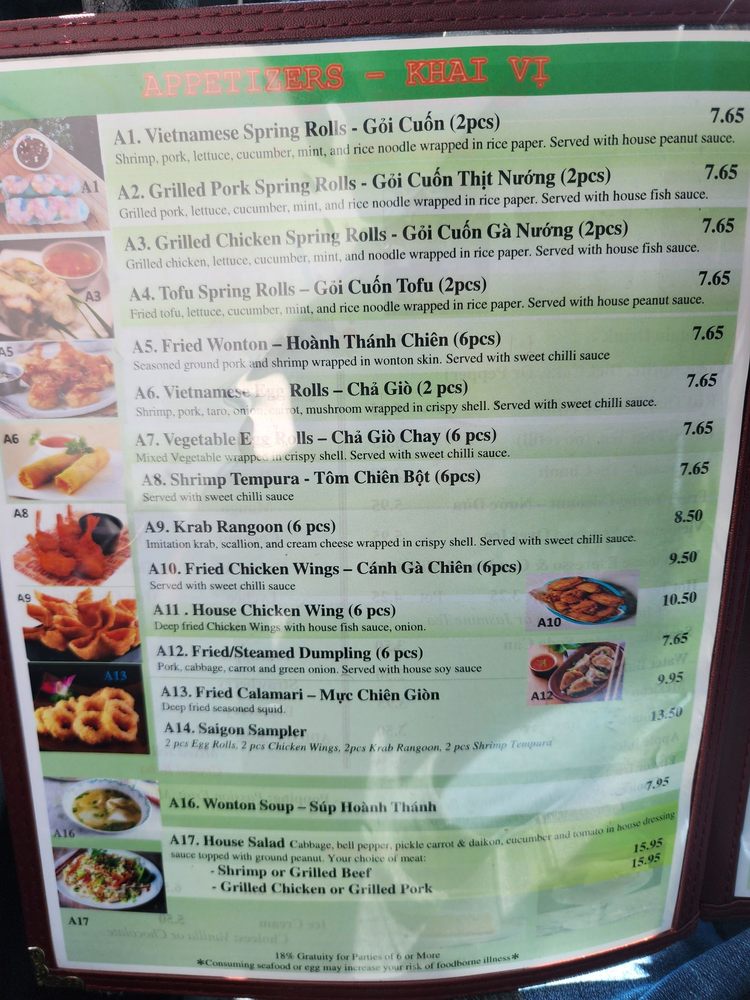 APPETIZERS - KHAI VỊ
A1. Vietnamese Spring Rolls - Gỏi Cuốn (2pcs) 7.65
Shrimp, pork, lettuce, cucumber, mint, and rice noodle wrapped in rice paper. Served with house peanut sauce.
A1
A2. Grilled Pork Spring Rolls - Gỏi Cuốn Thịt Nướng (2pcs) 7.65
Grilled pork, lettuce, cucumber, mint, and rice noodle wrapped in rice paper. Served with house fish sauce.
A3. Grilled Chicken Spring Rolls - Gỏi Cuốn Gà Nướng (2pcs) 7.65
Grilled chicken, lettuce, cucumber, mint, and noodle wrapped in rice paper. Served with house fish sauce.
A3
A4. Tofu Spring Rolls – Gỏi Cuốn Tofu (2pcs) 7.65
Fried tofu, lettuce, cucumber, mint, and rice noodle wrapped in rice paper. Served with house peanut sauce.
A5
A5. Fried Wonton – Hoành Thánh Chiên (6pcs) 7.65
Seasoned ground pork and shrimp wrapped in wonton skin. Served with sweet chilli sauce
A6. Vietnamese Egg Rolls – Chả Giò (2 pcs) 7.65
Shrimp, pork, taro, onion, carrot, mushroom wrapped in crispy shell. Served with sweet chilli sauce.
A6
A7. Vegetable Egg Rolls – Chả Giò Chay (6 pcs) 7.65
Mixed Vegetable wrapped in crispy shell. Served with sweet chilli sauce.
A8. Shrimp Tempura - Tôm Chiên Bột (6pcs) 7.65
Served with sweet chilli sauce
A8
A9. Krab Rangoon (6 pcs) 8.50
Imitation krab, scallion, and cream cheese wrapped in crispy shell. Served with sweet chilli sauce.
A10. Fried Chicken Wings – Cánh Gà Chiên (6pcs) 9.50
Served with sweet chilli sauce
A9
A11 . House Chicken Wing (6 pcs) 10.50
Deep fried Chicken Wings with house fish sauce, onion.
A10
A12. Fried/Steamed Dumpling (6 pcs) 7.65
Pork, cabbage, carrot and green onion. Served with house soy sauce
A13
A12
A13. Fried Calamari – Mực Chiên Giòn 9.95
Deep fried seasoned squid.
A14. Saigon Sampler 13.50
2 pcs Egg Rolls, 2 pcs Chicken Wings, 2pcs Krab Rangoon, 2 pcs Shrimp Tempura
A16. Wonton Soup – Súp Hoành Thánh 7.95
A16
A17. House Salad Cabbage, bell pepper, pickle carrot & daikon, cucumber and tomato in house dressing
sauce topped with ground peanut. Your choice of meat:
- Shrimp or Grilled Beef 15.95
- Grilled Chicken or Grilled Pork 15.95
A17
18% Gratuity for Parties of 6 or More
*Consuming seafood or egg may increase your risk of foodborne illness*